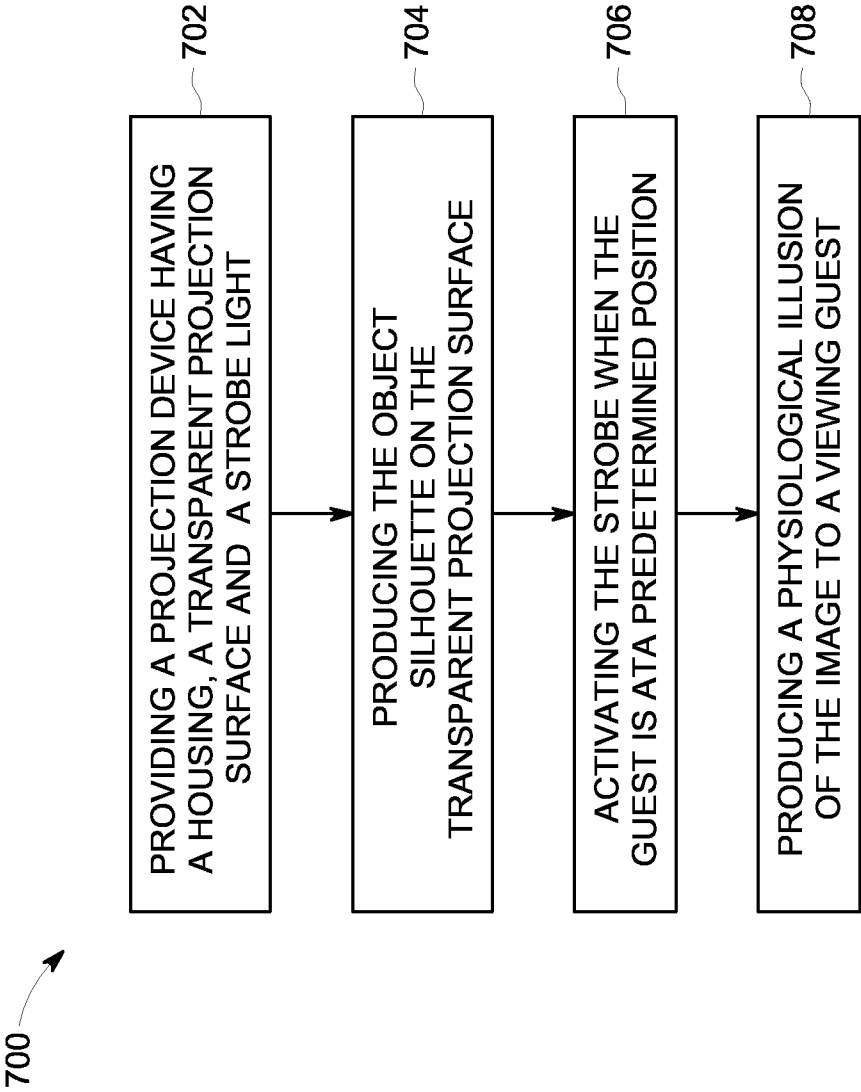 700
PROVIDING A PROJECTION DEVICE HAVING
A HOUSING, A TRANSPARENT PROJECTION
SURFACE AND A STROBE LIGHT
702
PRODUCING THE OBJECT
SILHOUETTE ON THE
TRANSPARENT PROJECTION SURFACE
704
ACTIVATING THE STROBE WHEN THE
GUEST IS ATA PREDETERMINED POSITION
706
PRODUCING A PHYSIOLOGICAL ILLUSION
OF THE IMAGE TO A VIEWING GUEST
708